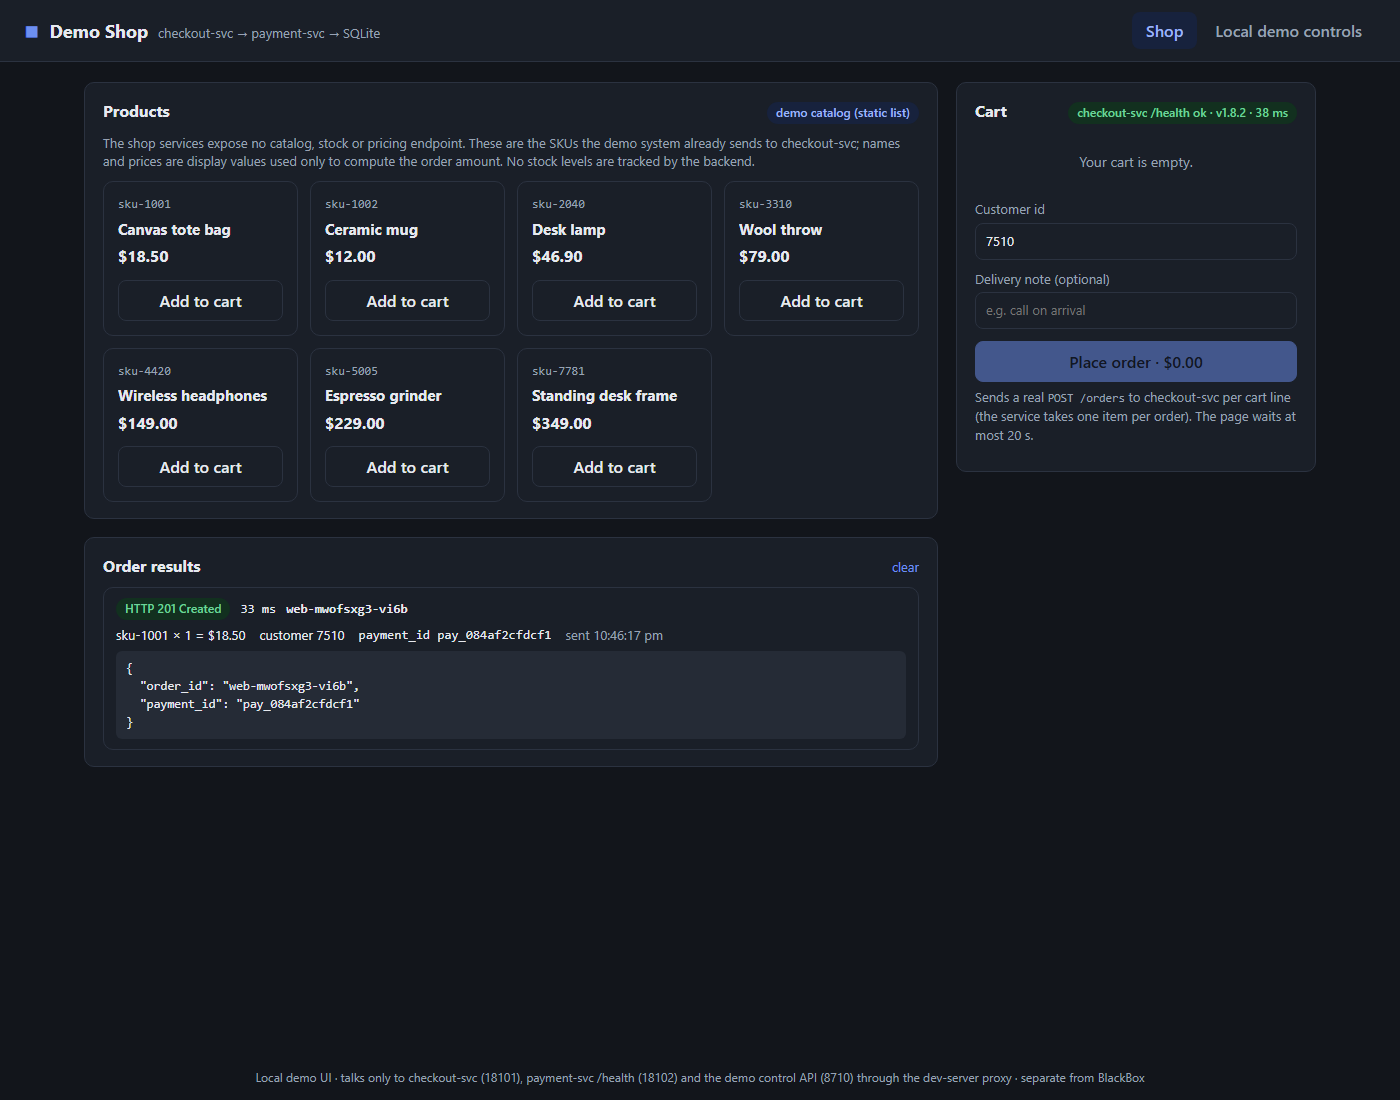 Demo Shop checkout-svc → payment-svc → SQLite
Shop
Local demo controls
Products
demo catalog (static list)
The shop services expose no catalog, stock or pricing endpoint. These are the SKUs the demo system already sends to checkout-svc; names
and prices are display values used only to compute the order amount. No stock levels are tracked by the backend.
sku-1001
Canvas tote bag
$18.50
Add to cart
sku-1002
Ceramic mug
$12.00
Add to cart
sku-2040
Desk lamp
$46.90
Add to cart
sku-3310
Wool throw
$79.00
Add to cart
sku-4420
Wireless headphones
$149.00
Add to cart
sku-5005
Espresso grinder
$229.00
Add to cart
sku-7781
Standing desk frame
$349.00
Add to cart
Cart
checkout-svc /health ok · v1.8.2 · 38 ms
Your cart is empty.
Customer id
7510
Delivery note (optional)
e.g. call on arrival
Place order · $0.00
Sends a real POST /orders to checkout-svc per cart line
(the service takes one item per order). The page waits at
most 20 s.
Order results
clear
HTTP 201 Created 33 ms web-mwofsxg3-vi6b
sku-1001 × 1 = $18.50 customer 7510 payment_id pay_084af2cfdcf1 sent 10:46:17 pm
{
"order_id": "web-mwofsxg3-vi6b",
"payment_id": "pay_084af2cfdcf1"
}
Local demo UI · talks only to checkout-svc (18101), payment-svc /health (18102) and the demo control API (8710) through the dev-server proxy · separate from BlackBox